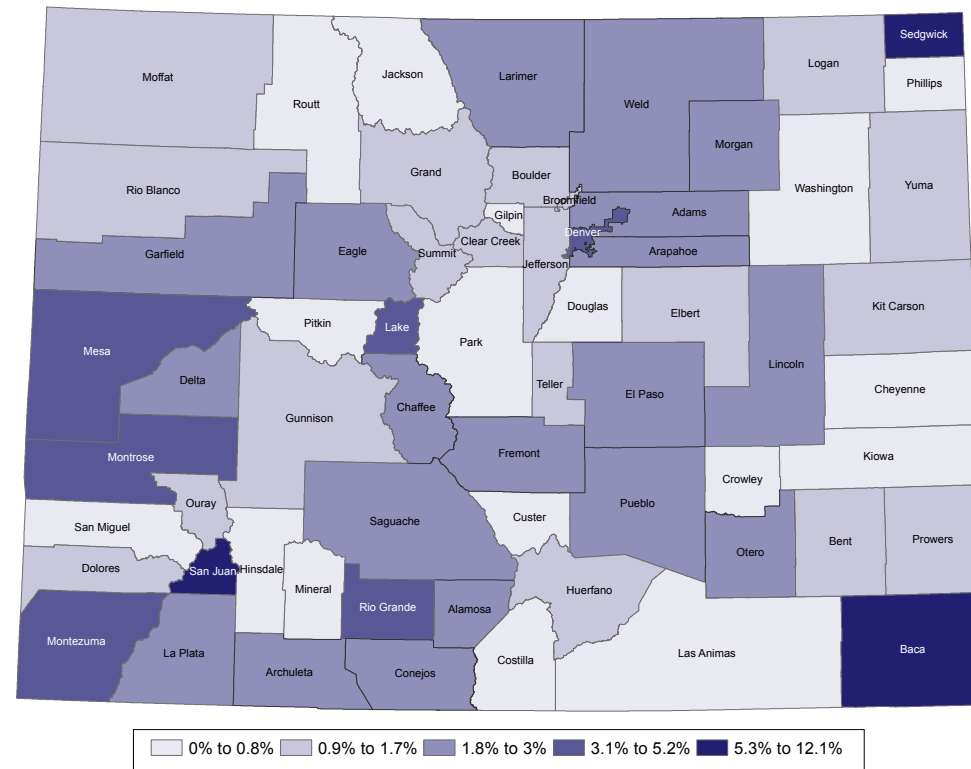 Sedgwick
Logan
Jackson
Larimer
Moffat
Phillips
Routt
Weld
Morgan
Grand
Boulder
Yuma
Rio Blanco
Washington
Broomfield
Gilpin
Adams
Denver
Clear Creek
Eagle
Summit
Arapahoe
Garfield
Jefferson
Douglas
Kit Carson
Elbert
Pitkin
Lake
Park
Mesa
Lincoln
Delta
Teller
Cheyenne
El Paso
Chaffee
Gunnison
Fremont
Kiowa
Montrose
Crowley
Ouray
Pueblo
Custer
Saguache
San Miguel
Prowers
Bent
Otero
Dolores
San Juan
Hinsdale
Mineral
Huerfano
Rio Grande
Alamosa
Montezuma
Baca
La Plata
Las Animas
Costilla
Archuleta
Conejos
0% to 0.8%
0.9% to 1.7%
1.8% to 3%
3.1% to 5.2%
5.3% to 12.1%